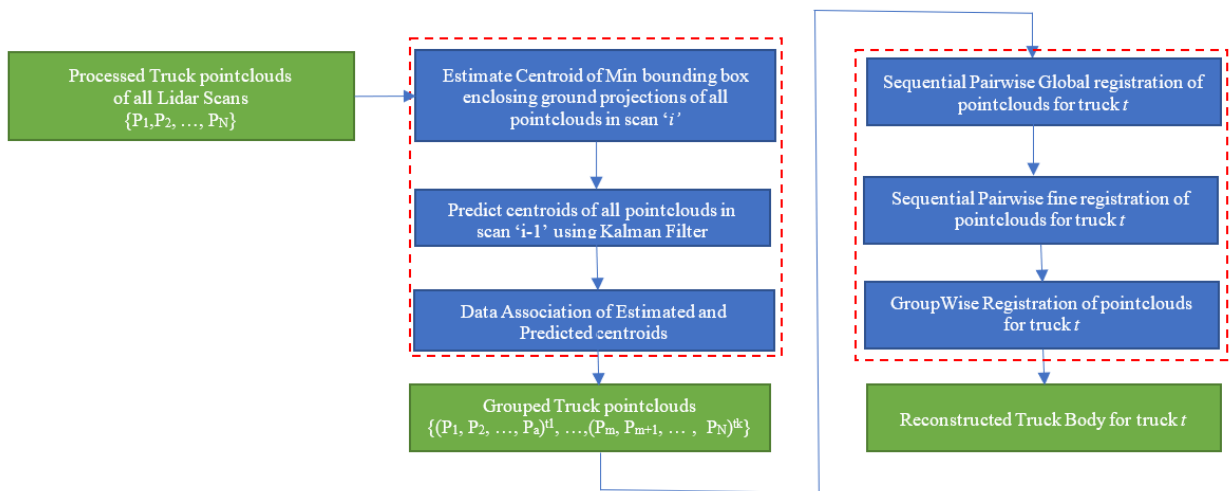 Processed Truck pointclouds
of all Lidar Scans
{P₁,P₂, …, P_N}
Estimate Centroid of Min bounding box
enclosing ground projections of all
pointclouds in scan ‘i’
Predict centroids of all pointclouds in
scan ‘i-1’ using Kalman Filter
Data Association of Estimated and
Predicted centroids
Grouped Truck pointclouds
{(P₁, P₂, …, Pₐ)ᵗ¹, …,(Pₘ, Pₘ₊₁, … , P_N)ᵗᵏ}
Sequential Pairwise Global registration of
pointclouds for truck t
Sequential Pairwise fine registration of
pointclouds for truck t
GroupWise Registration of pointclouds
for truck t
Reconstructed Truck Body for truck t